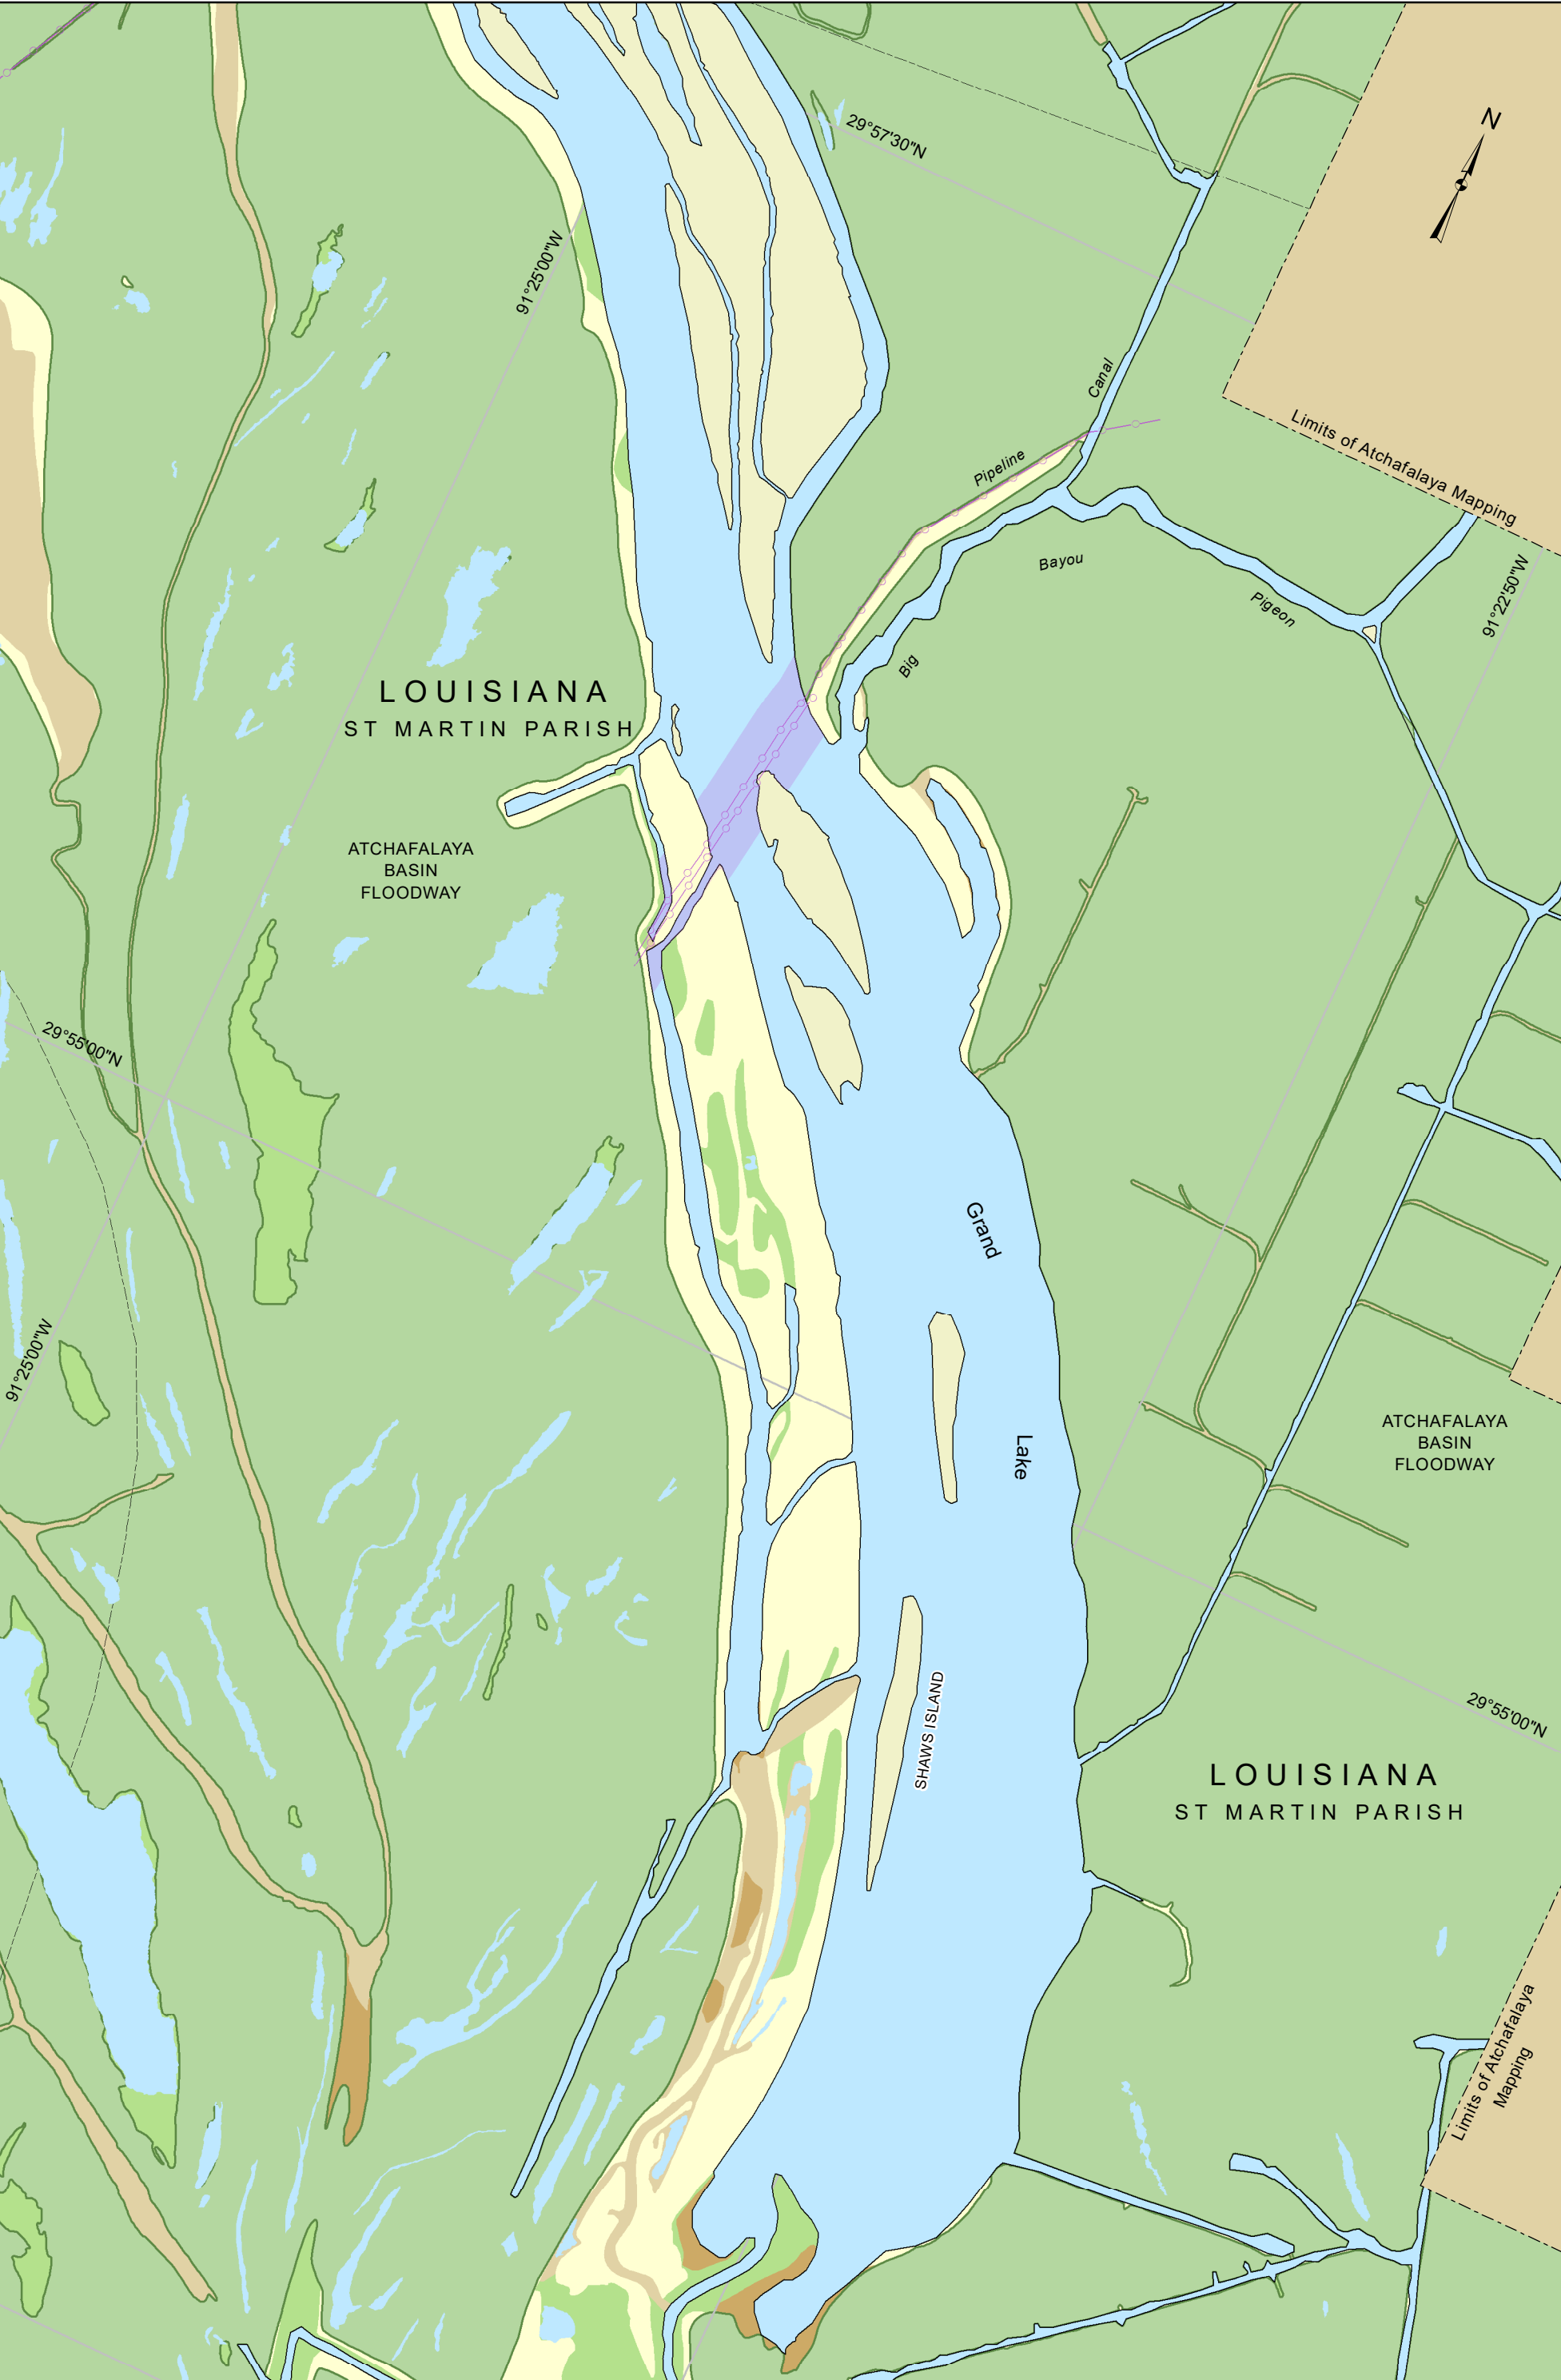 N
29°57'30"N
91°25'00"W
Canal
Pipeline
Limits of Atchafalaya Mapping
Bayou
Pigeon
91°22'50"W
Big
LOUISIANA
ST MARTIN PARISH
ATCHAFALAYA
BASIN
FLOODWAY
29°55'00"N
Grand
91°25'00"W
Lake
ATCHAFALAYA
BASIN
FLOODWAY
SHAWS ISLAND
29°55'00"N
LOUISIANA
ST MARTIN PARISH
Limits of Atchafalaya
Mapping